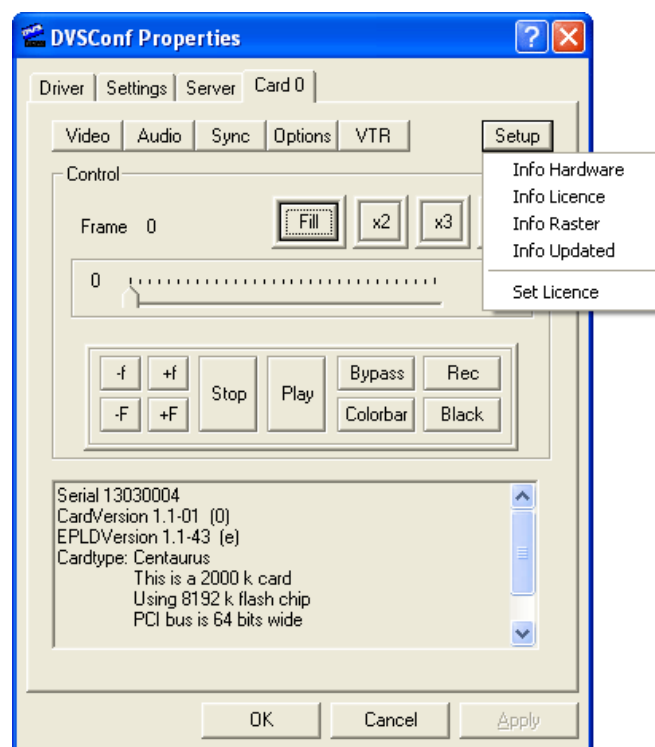 DVSConf Properties
Driver Settings Server Card 0
Video Audio Sync Options VTR Setup
Info Hardware
Info Licence
Info Raster
Info Updated
Set Licence
Control
Frame 0 Fill x2 x3
0
-f +f Stop Play Bypass Rec
-F +F Colorbar Black
Serial 13030004
CardVersion 1.1-01 (0)
EPLDVersion 1.1-43 (e)
Cardtype: Centaurus
This is a 2000 k card
Using 8192 k flash chip
PCI bus is 64 bits wide
OK Cancel Apply